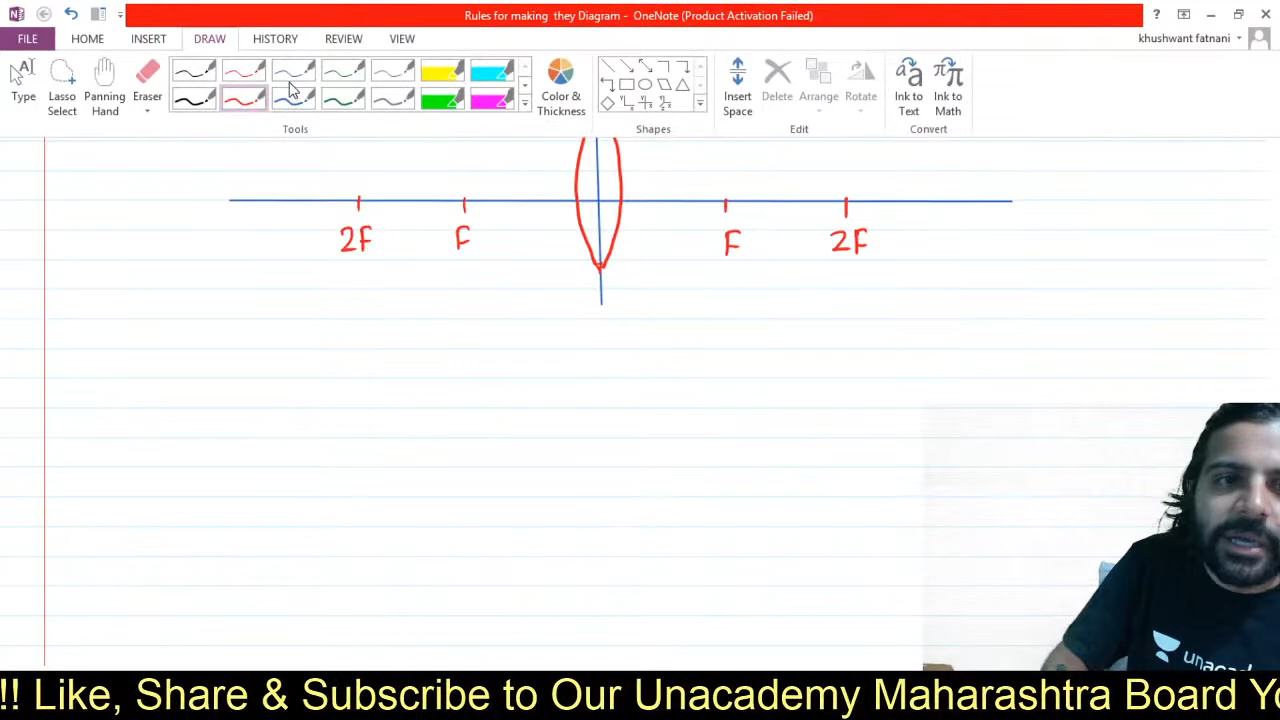 Rules for making they Diagram - OneNote (Product Activation Failed)
FILE HOME INSERT DRAW HISTORY REVIEW VIEW
khushwant fatnani
Type
Lasso Select
Panning Hand
Eraser
Color & Thickness
Insert Space
Delete
Arrange
Rotate
Ink to Text
Ink to Math
Tools
Shapes
Edit
Convert
2F F F 2F
unaca
!! Like, Share & Subscribe to Our Unacademy Maharashtra Board Yo